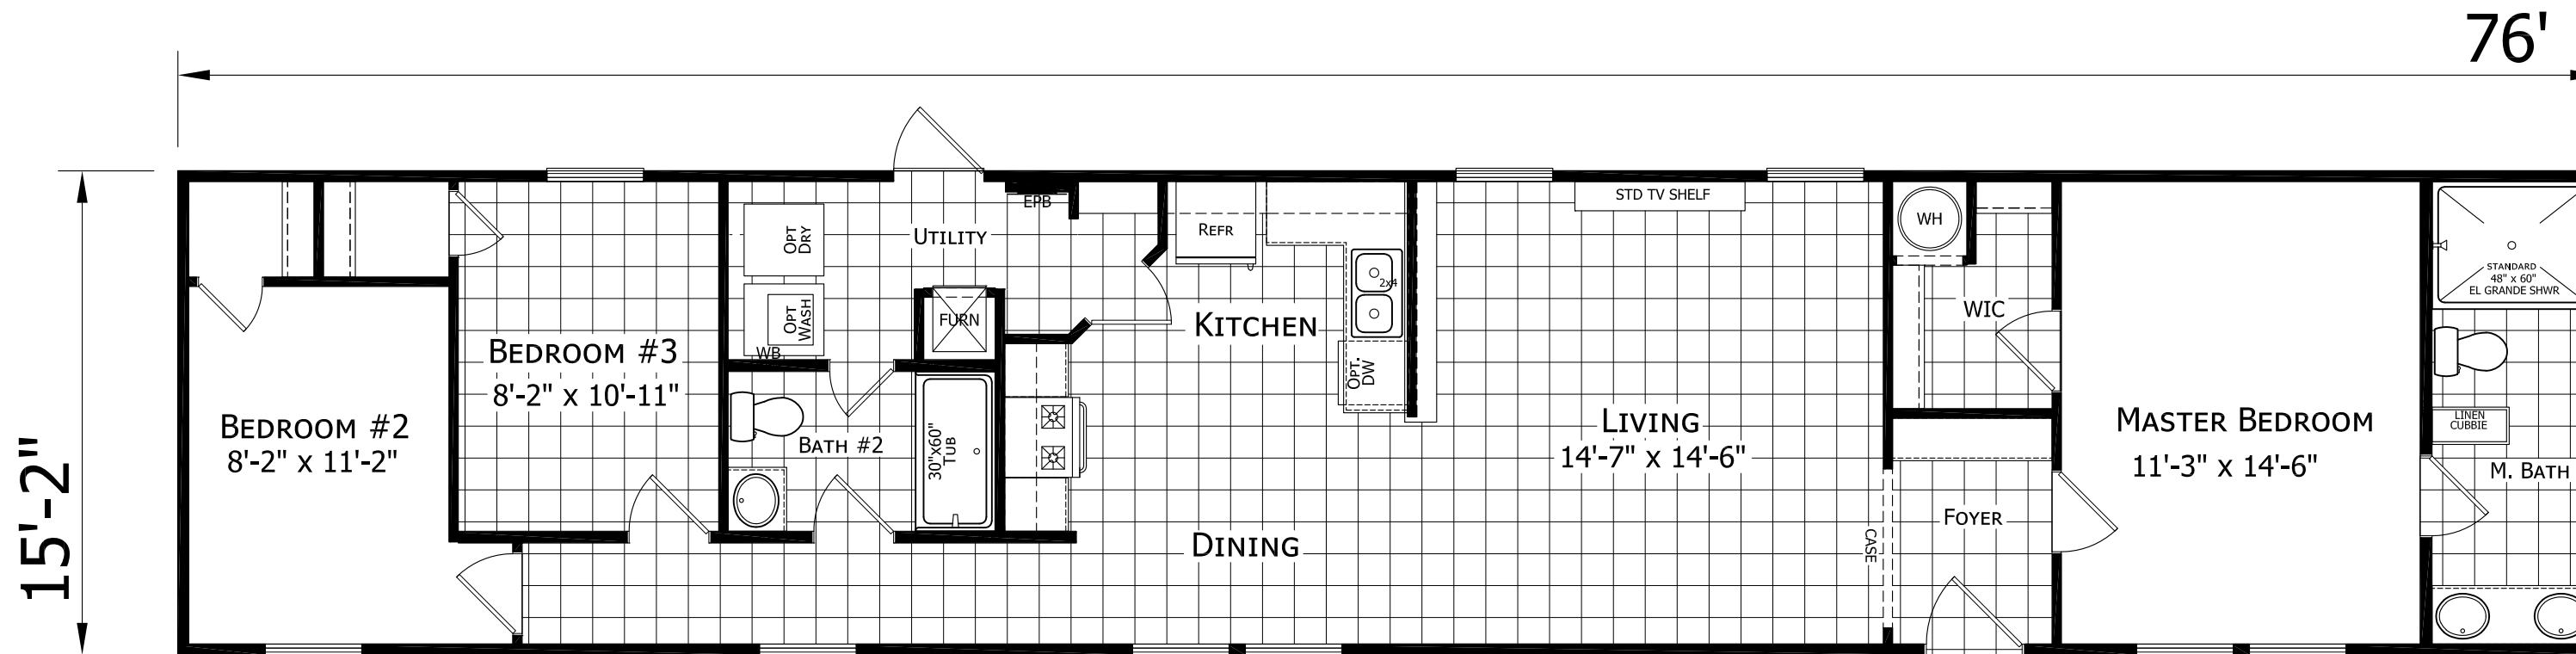 76'
15'-2"
BEDROOM #2
8'-2" x 11'-2"
BEDROOM #3
8'-2" x 10'-11"
OPT
DRY
OPT
WASH
WB
UTILITY
EPB
FURN
BATH #2
30"x60"
TUB
REFR
KITCHEN
2x4
OPT.
DW
DINING
STD TV SHELF
LIVING
14'-7" x 14'-6"
CASE
WH
WIC
FOYER
MASTER BEDROOM
11'-3" x 14'-6"
STANDARD
48" x 60"
EL GRANDE SHWR
LINEN
CUBBIE
M. BATH